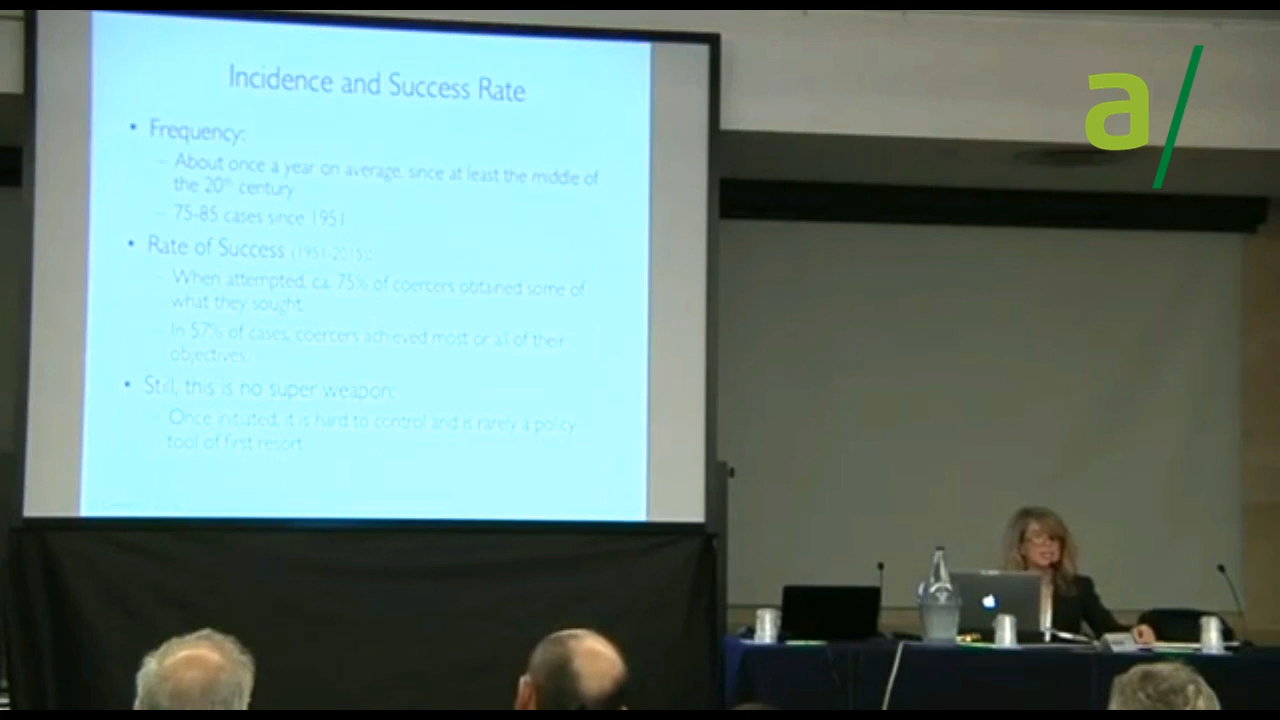 Incidence and Success Rate
• Frequency:
– About once a year on average, since at least the middle of
the 20th century
– 75-85 cases since 1951
• Rate of Success (1951-2015):
– When attempted, ca. 75% of coercers obtained some of
what they sought
– In 57% of cases, coercers achieved most or all of their
objectives
• Still, this is no super weapon:
– Once initiated, it is hard to control and is rarely a policy
tool of first resort
a/